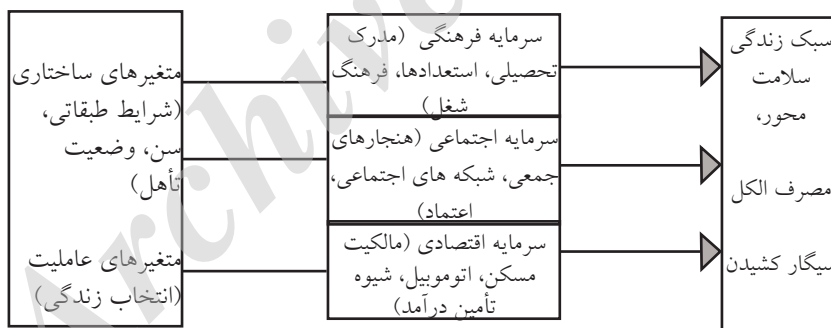 متغیرهای ساختاری
(شرایط طبقاتی،
سن، وضعیت
تأهل)
متغیرهای عاملیت
(انتخاب زندگی)
سرمایه فرهنگی (مدرک
تحصیلی، استعدادها، فرهنگ
شغل)
سرمایه اجتماعی (هنجارهای
جمعی، شبکه های اجتماعی،
اعتماد)
سرمایه اقتصادی (مالکیت
مسکن، اتوموبیل، شیوه
تأمین درآمد)
سبک زندگی
سلامت
محور،
مصرف الکل
سیگار کشیدن
Archive